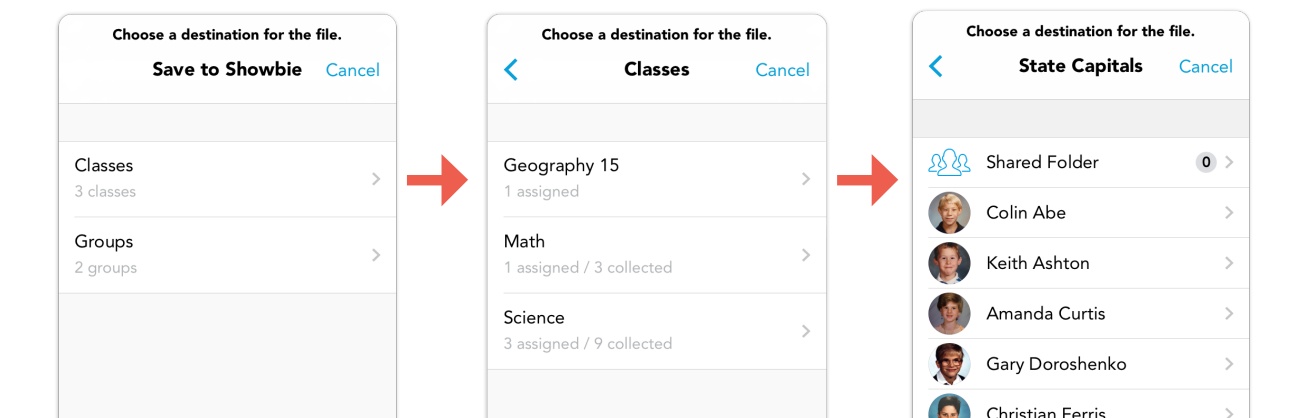 Choose a destination for the file.
Save to Showbie Cancel
Classes
3 classes
Groups
2 groups
Choose a destination for the file.
Classes Cancel
Geography 15
1 assigned
Math
1 assigned / 3 collected
Science
3 assigned / 9 collected
Choose a destination for the file.
State Capitals Cancel
Shared Folder 0
Colin Abe
Keith Ashton
Amanda Curtis
Gary Doroshenko
Christian Ferris